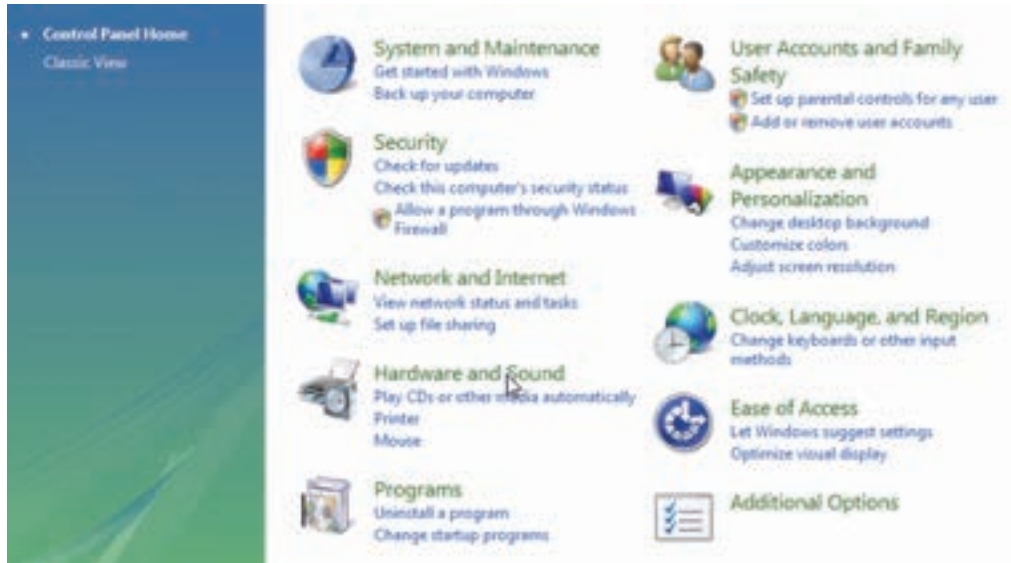 Control Panel Home
Classic View
System and Maintenance
Get started with Windows
Back up your computer
Security
Check for updates
Check this computer's security status
Allow a program through Windows
Firewall
Network and Internet
View network status and tasks
Set up file sharing
Hardware and Sound
Play CDs or other media automatically
Printer
Mouse
Programs
Uninstall a program
Change startup programs
User Accounts and Family
Safety
Set up parental controls for any user
Add or remove user accounts
Appearance and
Personalization
Change desktop background
Customize colors
Adjust screen resolution
Clock, Language, and Region
Change keyboards or other input
methods
Ease of Access
Let Windows suggest settings
Optimize visual display
Additional Options